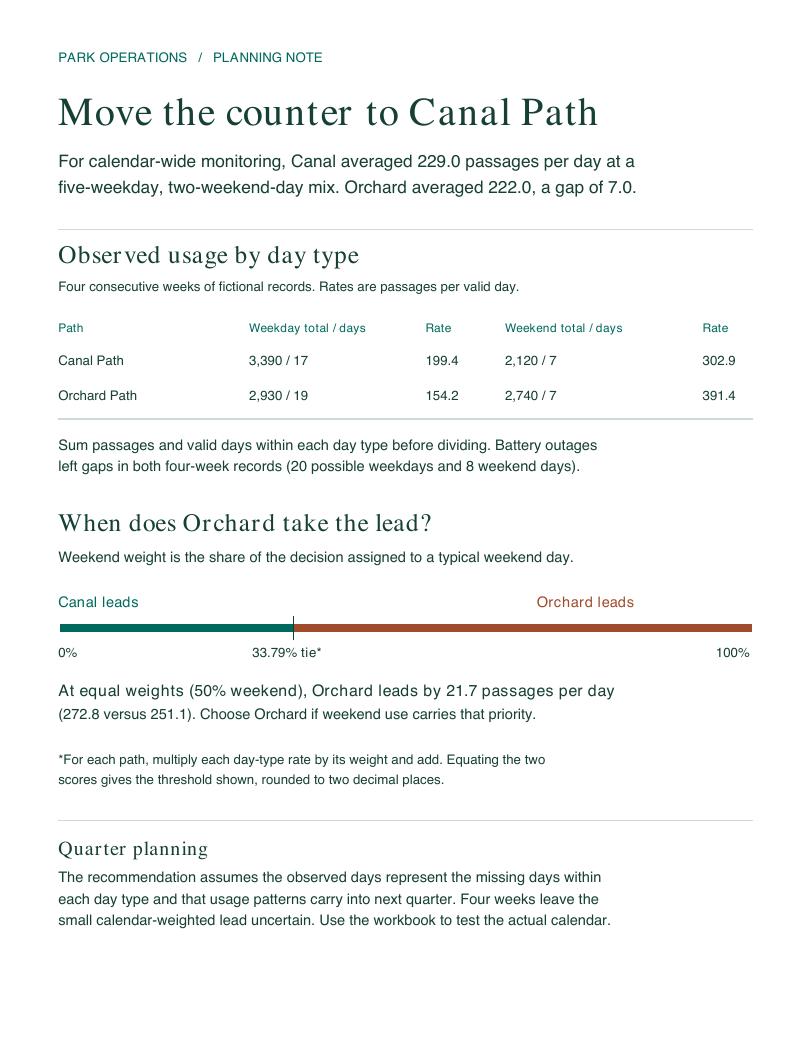 PARK OPERATIONS / PLANNING NOTE
Move the counter to Canal Path
For calendar-wide monitoring, Canal averaged 229.0 passages per day at a
five-weekday, two-weekend-day mix. Orchard averaged 222.0, a gap of 7.0.
Observed usage by day type
Four consecutive weeks of fictional records. Rates are passages per valid day.
Path Weekday total / days Rate Weekend total / days Rate
Canal Path 3,390 / 17 199.4 2,120 / 7 302.9
Orchard Path 2,930 / 19 154.2 2,740 / 7 391.4
Sum passages and valid days within each day type before dividing. Battery outages
left gaps in both four-week records (20 possible weekdays and 8 weekend days).
When does Orchard take the lead?
Weekend weight is the share of the decision assigned to a typical weekend day.
Canal leads Orchard leads
0% 33.79% tie* 100%
At equal weights (50% weekend), Orchard leads by 21.7 passages per day
(272.8 versus 251.1). Choose Orchard if weekend use carries that priority.
*For each path, multiply each day-type rate by its weight and add. Equating the two
scores gives the threshold shown, rounded to two decimal places.
Quarter planning
The recommendation assumes the observed days represent the missing days within
each day type and that usage patterns carry into next quarter. Four weeks leave the
small calendar-weighted lead uncertain. Use the workbook to test the actual calendar.